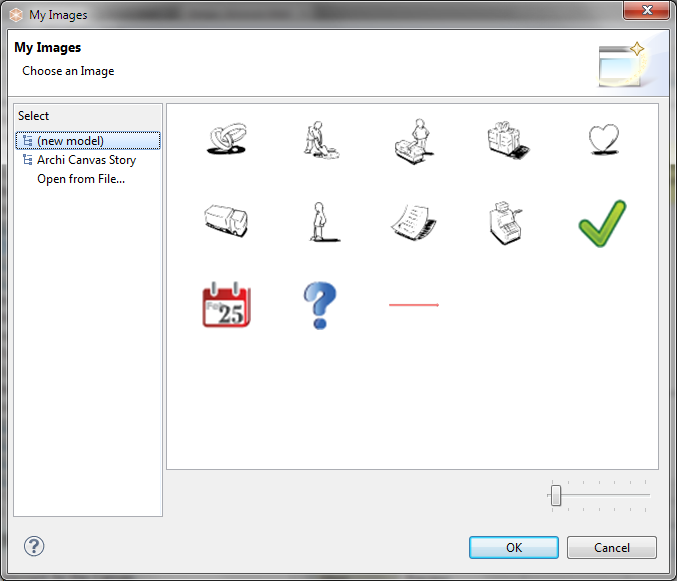 My Images
My Images
Choose an Image
Select
(new model)
Archi Canvas Story
Open from File...
Feb
25
OK
Cancel